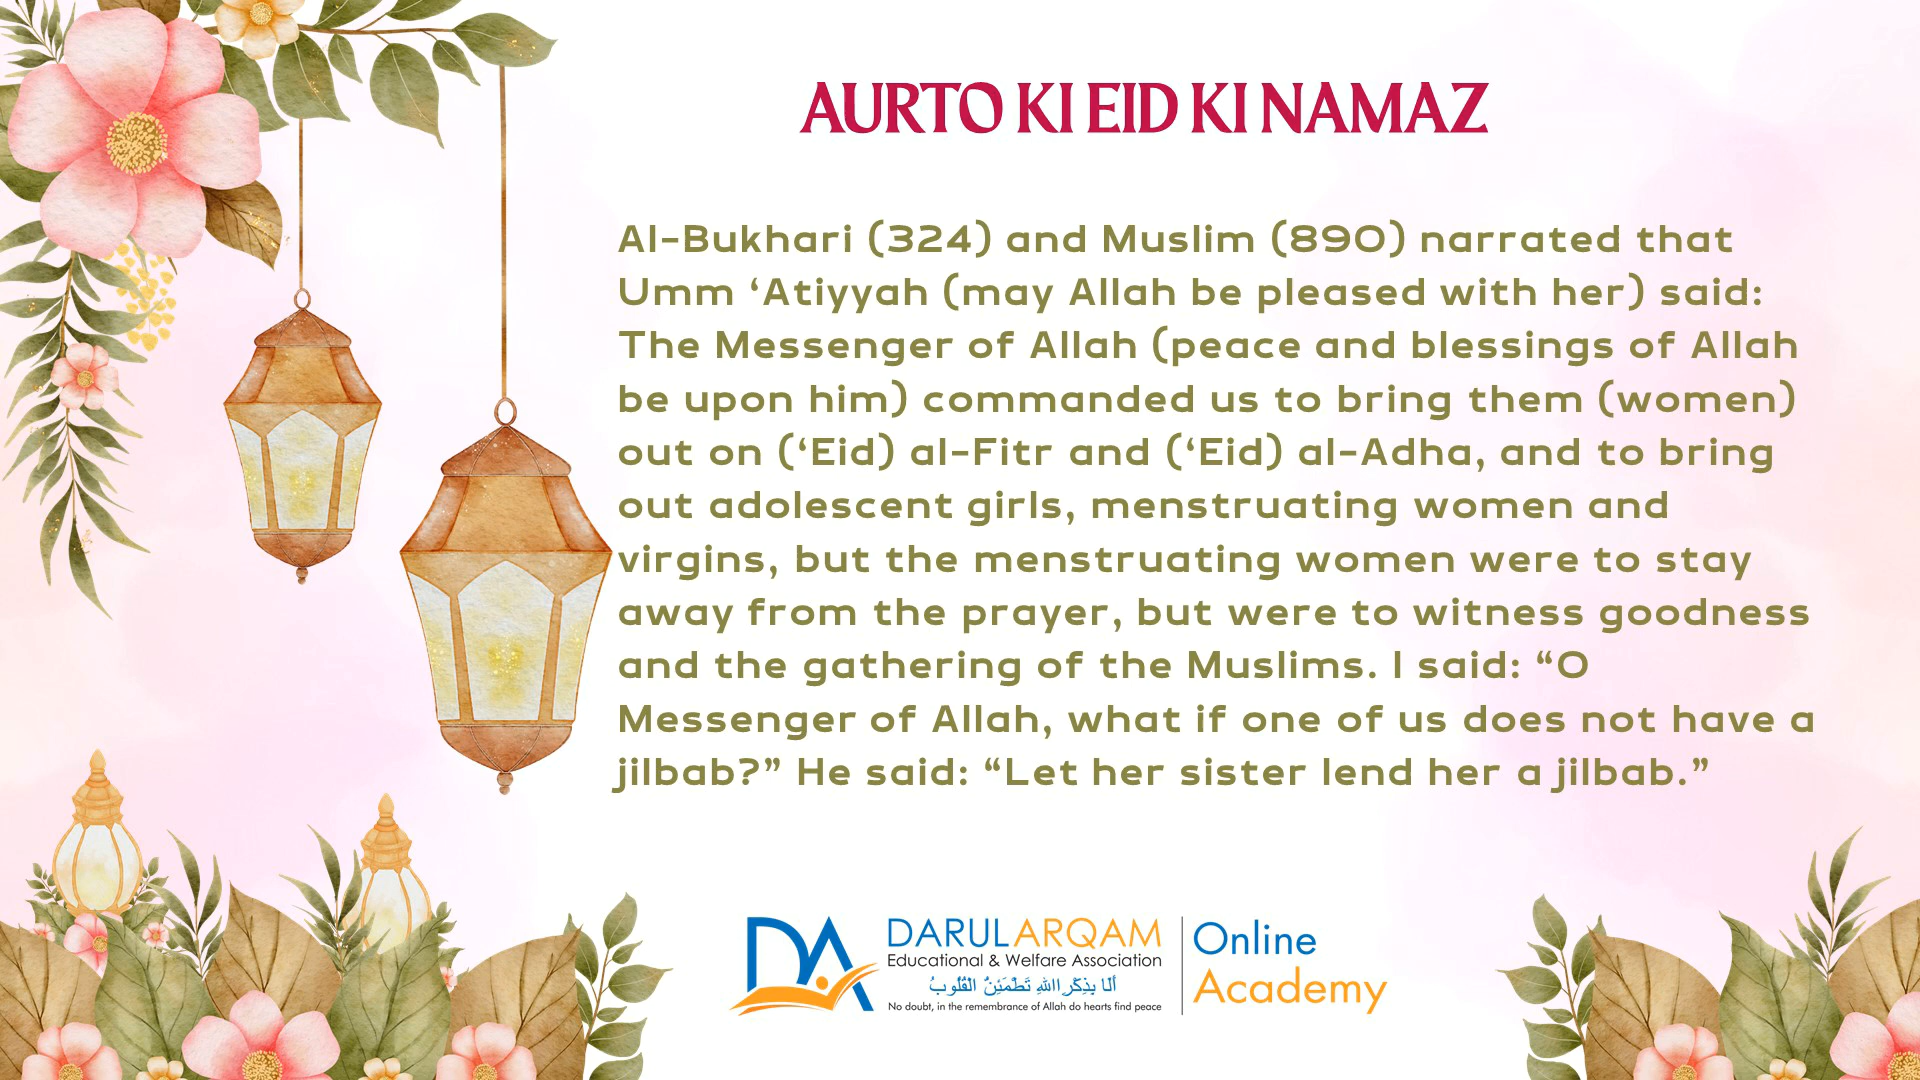 AURTO KI EID KI NAMAZ
Al-Bukhari (324) and Muslim (890) narrated that
Umm ‘Atiyyah (may Allah be pleased with her) said:
The Messenger of Allah (peace and blessings of Allah
be upon him) commanded us to bring them (women)
out on (‘Eid) al-Fitr and (‘Eid) al-Adha, and to bring
out adolescent girls, menstruating women and
virgins, but the menstruating women were to stay
away from the prayer, but were to witness goodness
and the gathering of the Muslims. I said: “O
Messenger of Allah, what if one of us does not have a
jilbab?” He said: “Let her sister lend her a jilbab.”
DA
DARUL ARQAM
Educational & Welfare Association
أَلَا بِذِكْرِ اللهِ تَطْمَئِنُّ الْقُلُوبُ
No doubt, in the remembrance of Allah do hearts find peace
Online
Academy